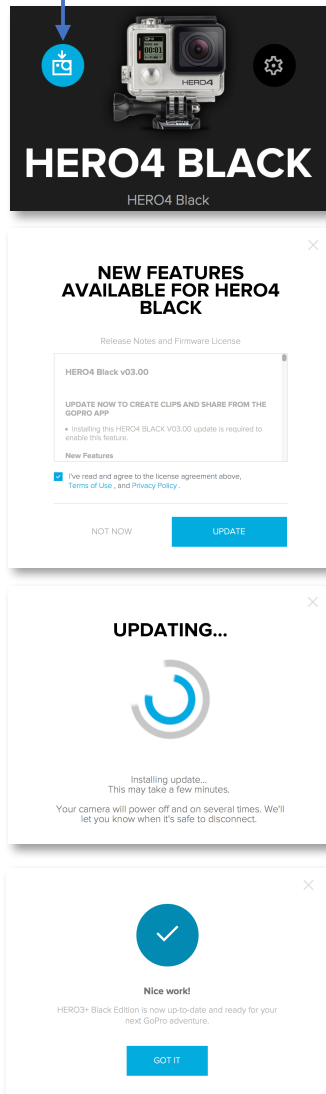 00:01
HERO4
HERO4 BLACK
HERO4 Black
NEW FEATURES
AVAILABLE FOR HERO4
BLACK
Release Notes and Firmware License
HERO4 Black v03.00
UPDATE NOW TO CREATE CLIPS AND SHARE FROM THE
GOPRO APP
• Installing this HERO4 BLACK V03.00 update is required to
enable this feature.
New Features
I've read and agree to the license agreement above,
Terms of Use , and Privacy Policy .
NOT NOW
UPDATE
UPDATING...
Installing update...
This may take a few minutes.
Your camera will power off and on several times. We'll
let you know when it's safe to disconnect.
Nice work!
HERO3+ Black Edition is now up-to-date and ready for your
next GoPro adventure.
GOT IT